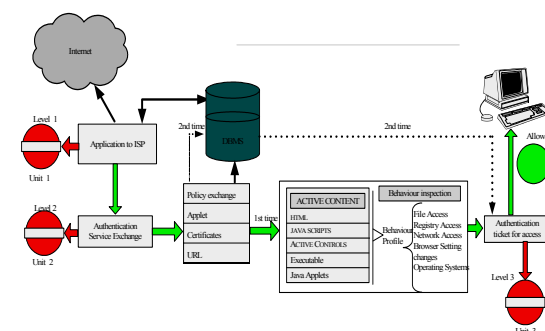 Internet
Level 1
Application to ISP
Unit 1
DBMS
2nd time
2nd time
Allow
Level 2
Authentication
Service Exchange
Unit 2
Policy exchange
Applet
Certificates
URL
1st time
ACTIVE CONTENT
HTML
JAVA SCRIPTS
ACTIVE CONTROLS
Executable
Java Applets
Behaviour inspection
Behaviour
Profile
File Access
Registry Access
Network Access
Browser Setting
changes
Operating Systems
Authentication
ticket for access
Level 3
Unit 3